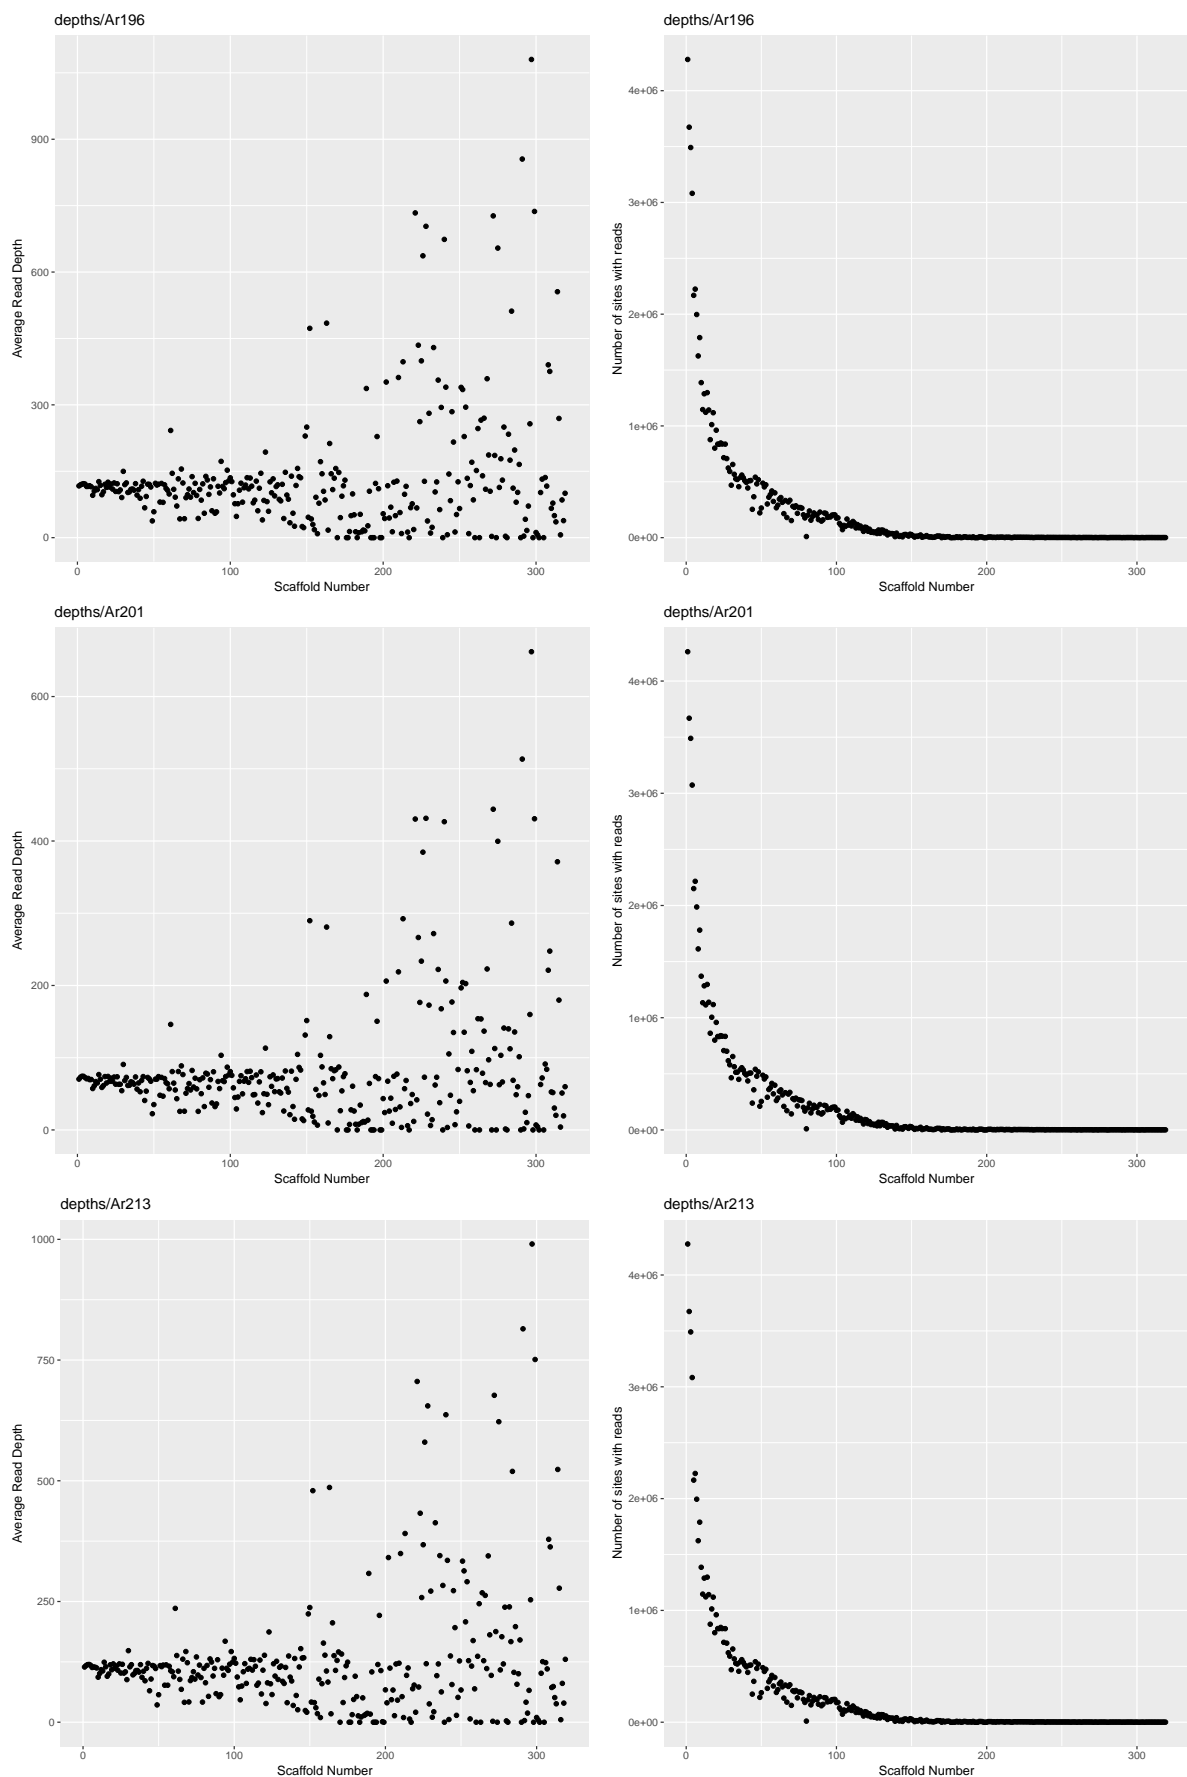 depths/Ar196
900
600
300
0
0
100
200
300
Average Read Depth
Scaffold Number
depths/Ar196
4e+06
3e+06
2e+06
1e+06
0e+00
0
100
200
300
Number of sites with reads
Scaffold Number
depths/Ar201
600
400
200
0
0
100
200
300
Average Read Depth
Scaffold Number
depths/Ar201
4e+06
3e+06
2e+06
1e+06
0e+00
0
100
200
300
Number of sites with reads
Scaffold Number
depths/Ar213
1000
750
500
250
0
0
100
200
300
Average Read Depth
Scaffold Number
depths/Ar213
4e+06
3e+06
2e+06
1e+06
0e+00
0
100
200
300
Number of sites with reads
Scaffold Number